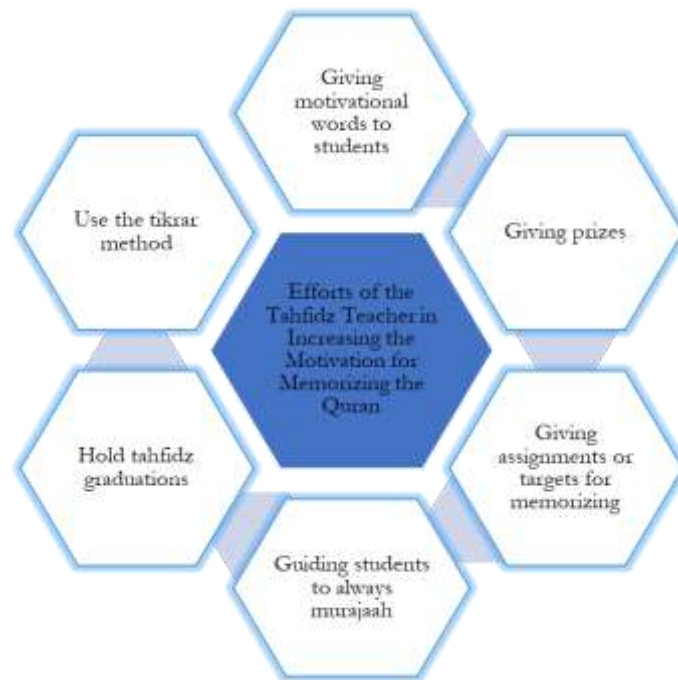 Giving
motivational
words to
students
Giving prizes
Giving
assignments or
targets for
memorizing
Guiding students
to always
murajaah
Hold tahfidz
graduations
Use the tikrar
method
Efforts of the
Tahfidz Teacher in
Increasing the
Motivation for
Memorizing the
Quran